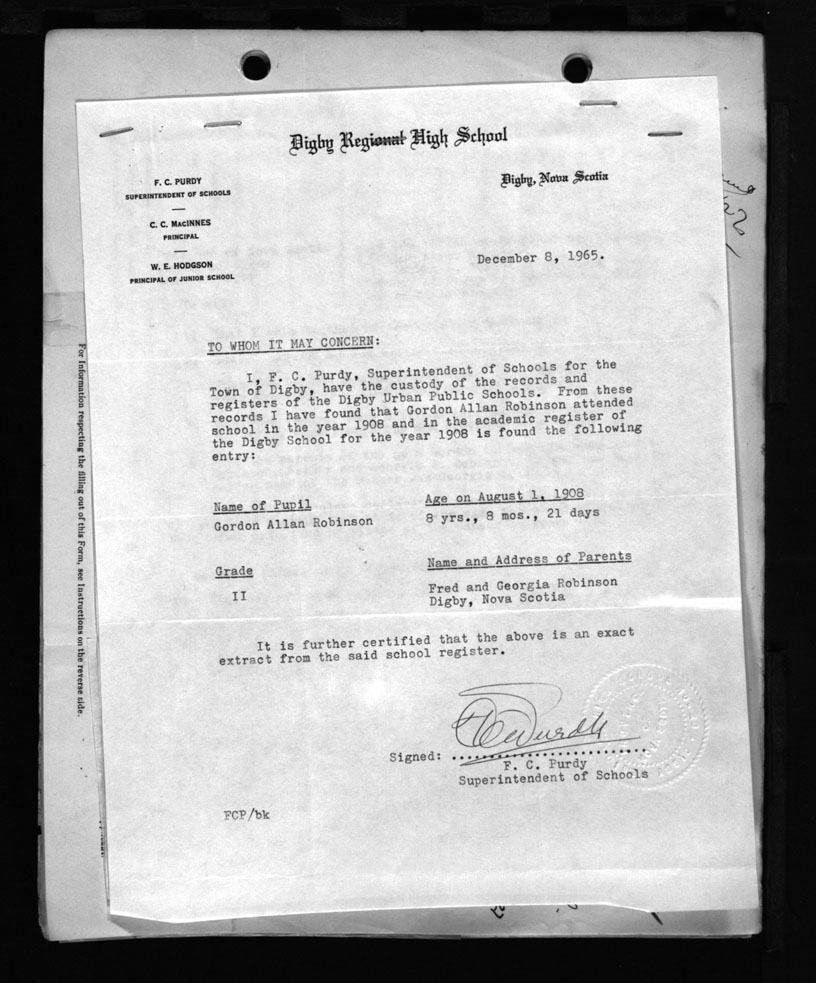 Digby Regional High School
Digby, Nova Scotia
F. C. PURDY
SUPERINTENDENT OF SCHOOLS
C. C. MACINNES
PRINCIPAL
W. E. HODGSON
PRINCIPAL OF JUNIOR SCHOOL
December 8, 1965.
TO WHOM IT MAY CONCERN:
I, F. C. Purdy, Superintendent of Schools for the
Town of Digby, have the custody of the records and
registers of the Digby Urban Public Schools. From these
records I have found that Gordon Allan Robinson attended
school in the year 1908 and in the academic register of
the Digby School for the year 1908 is found the following
entry:
Name of Pupil
Gordon Allan Robinson
Age on August 1, 1908
8 yrs., 8 mos., 21 days
Grade
II
Name and Address of Parents
Fred and Georgia Robinson
Digby, Nova Scotia
It is further certified that the above is an exact
extract from the said school register.
Signed: ............................
F. C. Purdy
Superintendent of Schools
FCP/bk
For information respecting the filling out of this Form, see Instructions on the reverse side.